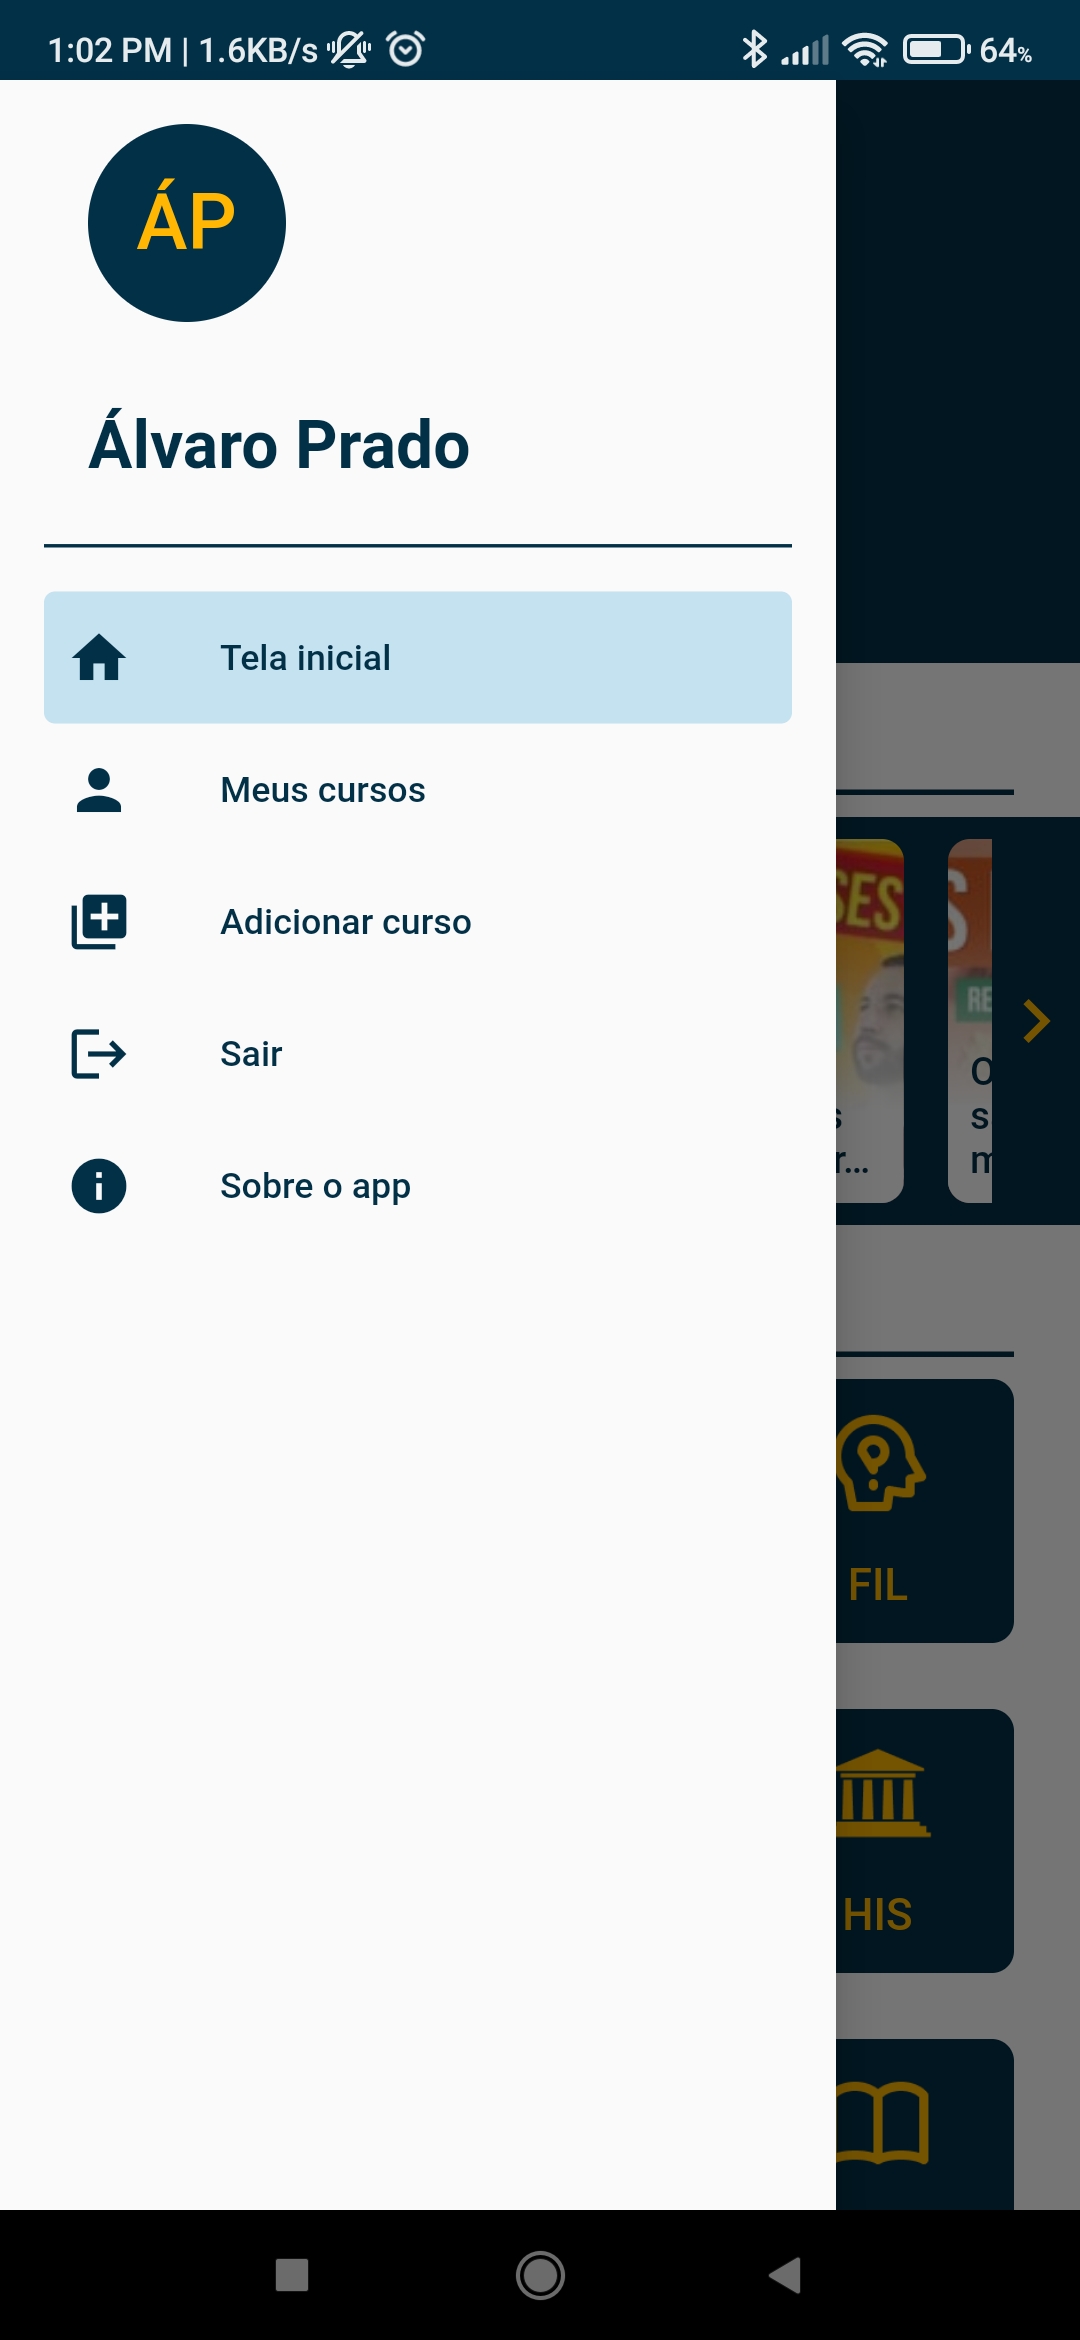 1:02 PM | 1.6KB/s
64%
ÁP
Álvaro Prado
Tela inicial
Meus cursos
Adicionar curso
Sair
Sobre o app
SES
S
RE
O
s
s
r...
m
FIL
HIS